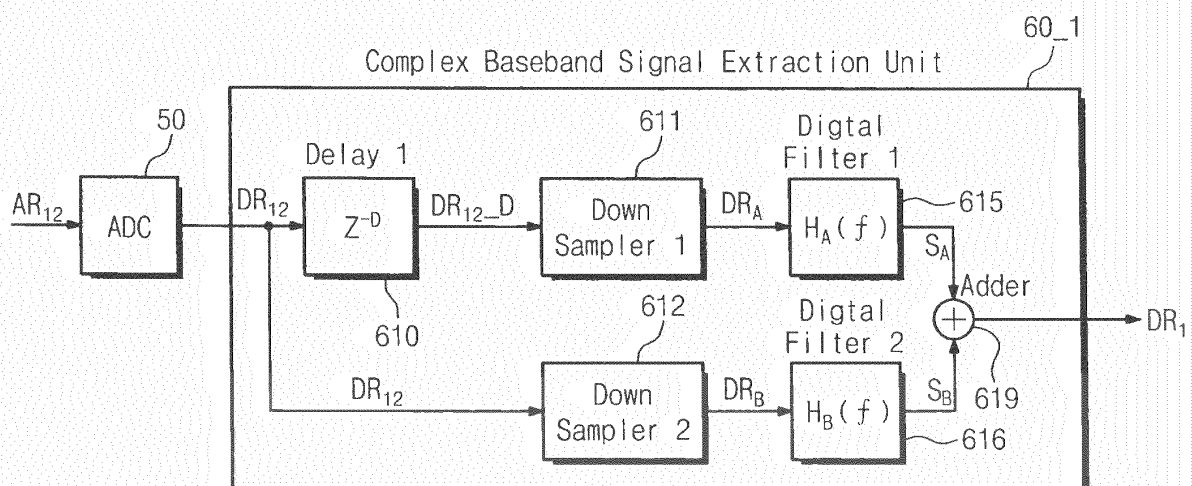 60_1
Complex Baseband Signal Extraction Unit
50
AR12
ADC
DR12
Delay 1
Z^-D
610
DR12_D
611
Down
Sampler 1
DRA
Digtal
Filter 1
HA(f)
615
SA
Adder
+
619
DR1
DR12
612
Down
Sampler 2
DRB
Digtal
Filter 2
HB(f)
616
SB